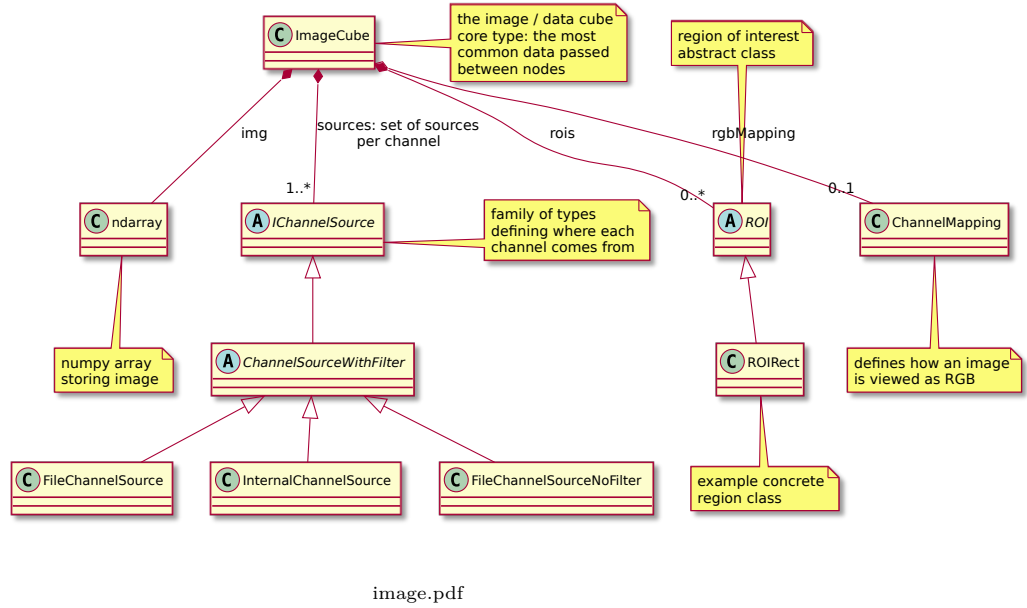 C ImageCube
the image / data cube
core type: the most
common data passed
between nodes
region of interest
abstract class
img
sources: set of sources
per channel
rois
rgbMapping
1..*
0..*
0..1
C ndarray
A IChannelSource
family of types
defining where each
channel comes from
A ROI
C ChannelMapping
numpy array
storing image
A ChannelSourceWithFilter
C ROIRect
defines how an image
is viewed as RGB
C FileChannelSource
C InternalChannelSource
C FileChannelSourceNoFilter
example concrete
region class
image.pdf